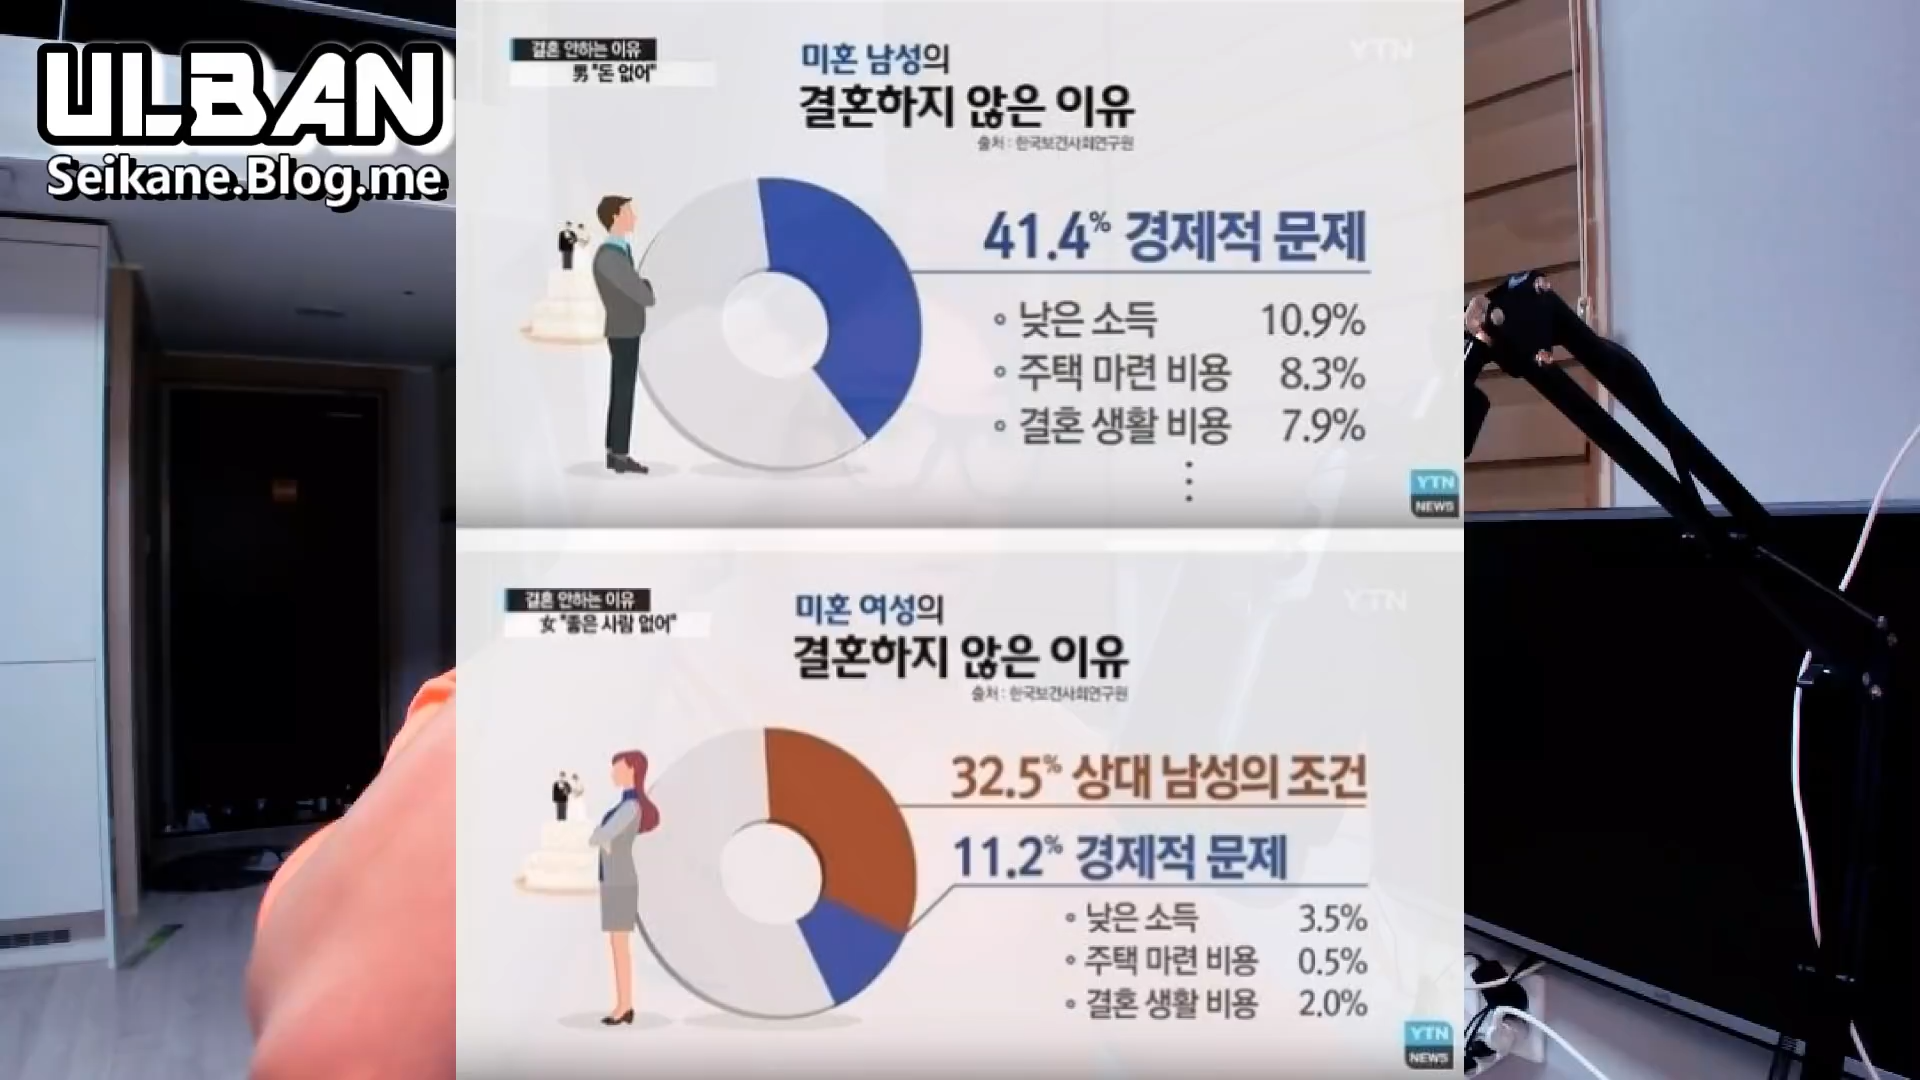 ULBAN
Seikane.Blog.me
결혼 안하는 이유
男 "돈 없어"
미혼 남성의
결혼하지 않은 이유
출처 : 한국보건사회연구원
YTN
41.4% 경제적 문제
◦ 낮은 소득 10.9%
◦ 주택 마련 비용 8.3%
◦ 결혼 생활 비용 7.9%
⋮
YTN
NEWS
결혼 안하는 이유
女 "좋은 사람 없어"
미혼 여성의
결혼하지 않은 이유
출처 : 한국보건사회연구원
YTN
32.5% 상대 남성의 조건
11.2% 경제적 문제
◦ 낮은 소득 3.5%
◦ 주택 마련 비용 0.5%
◦ 결혼 생활 비용 2.0%
YTN
NEWS